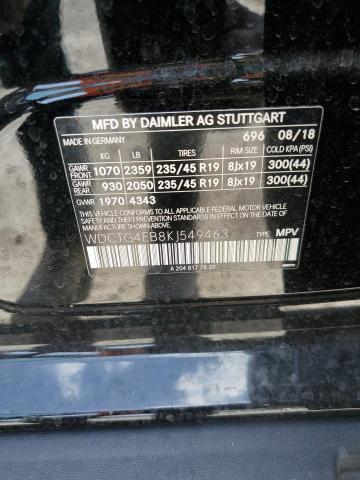 MFD BY DAIMLER AG STUTTGART
MADE IN GERMANY 696 08/18
KG LB TIRES RIM SIZE COLD KPA(PSI)
GAWR FRONT 1070 2359 235/45 R19 8Jx19 300(44)
GAWR REAR 930 2050 235/45 R19 8Jx19 300(44)
GVWR 1970 4343
THIS VEHICLE CONFORMS TO ALL APPLICABLE U.S. FEDERAL MOTOR VEHICLE
SAFETY STANDARDS AND THEFT PREVENTION STANDARDS IN
EFFECT ON THE DATE OF MANUFACTURE SHOWN ABOVE.
WDCTG4EB8KJ549463 TYPE: MPV
A 204 817 76 20